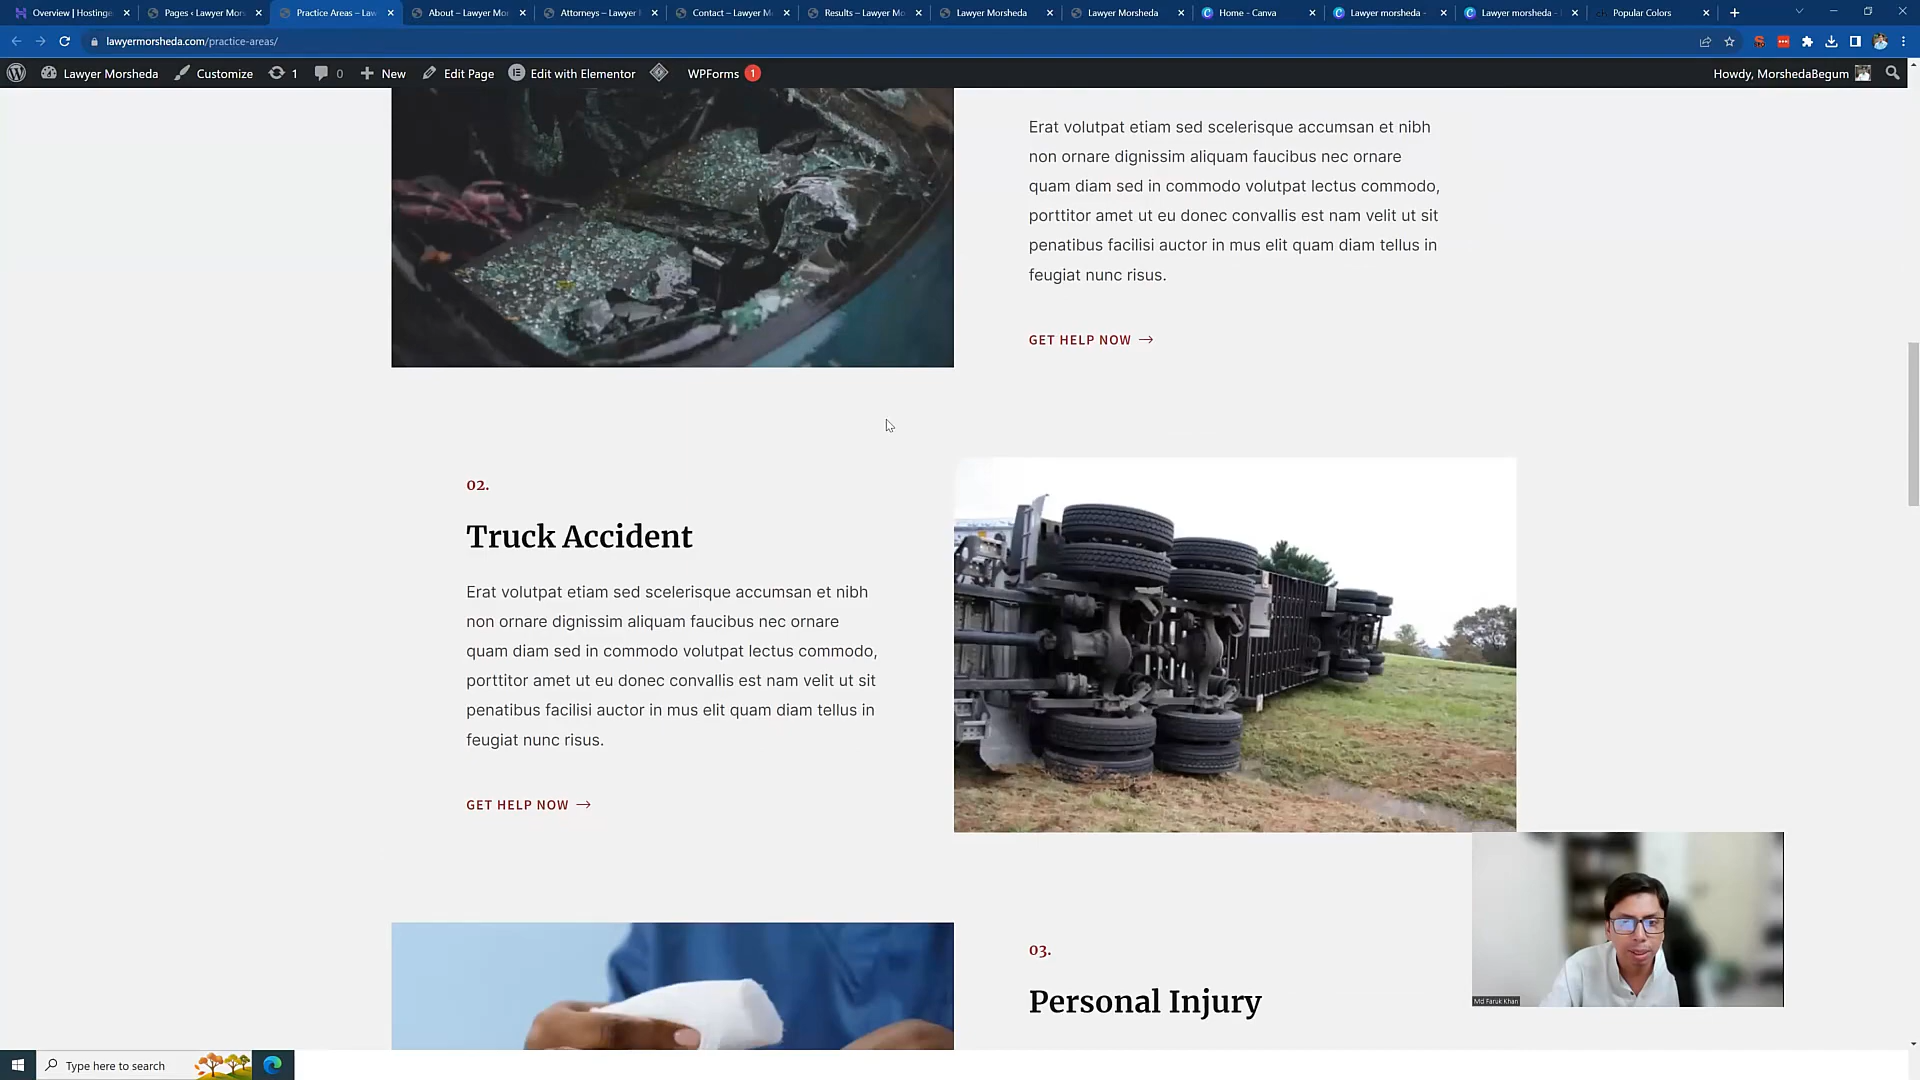 Overview | Hosting
Pages ‹ Lawyer Mor
Practice Areas – Law
About – Lawyer Mor
Attorneys – Lawyer
Contact – Lawyer M
Results – Lawyer Mo
Lawyer Morsheda
Lawyer Morsheda
Home - Canva
Lawyer morsheda -
Lawyer morsheda -
Popular Colors
lawyermorsheda.com/practice-areas/
Lawyer Morsheda
Customize
1
0
New
Edit Page
Edit with Elementor
WPForms 1
Howdy, MorshedaBegum
Erat volutpat etiam sed scelerisque accumsan et nibh
non ornare dignissim aliquam faucibus nec ornare
quam diam sed in commodo volutpat lectus commodo,
porttitor amet ut eu donec convallis est nam velit ut sit
penatibus facilisi auctor in mus elit quam diam tellus in
feugiat nunc risus.
GET HELP NOW →
02.
Truck Accident
Erat volutpat etiam sed scelerisque accumsan et nibh
non ornare dignissim aliquam faucibus nec ornare
quam diam sed in commodo volutpat lectus commodo,
porttitor amet ut eu donec convallis est nam velit ut sit
penatibus facilisi auctor in mus elit quam diam tellus in
feugiat nunc risus.
GET HELP NOW →
03.
Personal Injury
Md Faruk Khan
Type here to search